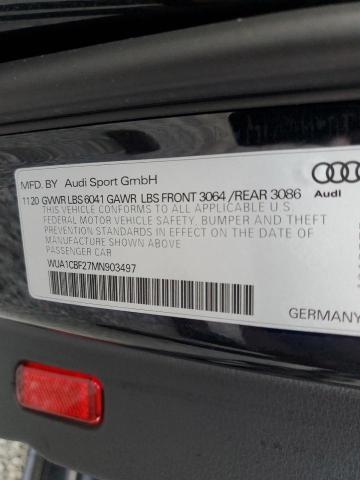 MFD. BY Audi Sport GmbH
1120 GVWR LBS 6041 GAWR LBS FRONT 3064 /REAR 3086
THIS VEHICLE CONFORMS TO ALL APPLICABLE U.S.
FEDERAL MOTOR VEHICLE SAFETY, BUMPER AND THEFT
PREVENTION STANDARDS IN EFFECT ON THE DATE OF
MANUFACTURE SHOWN ABOVE.
PASSENGER CAR
WUA1CBF27MN903497
Audi
GERMANY